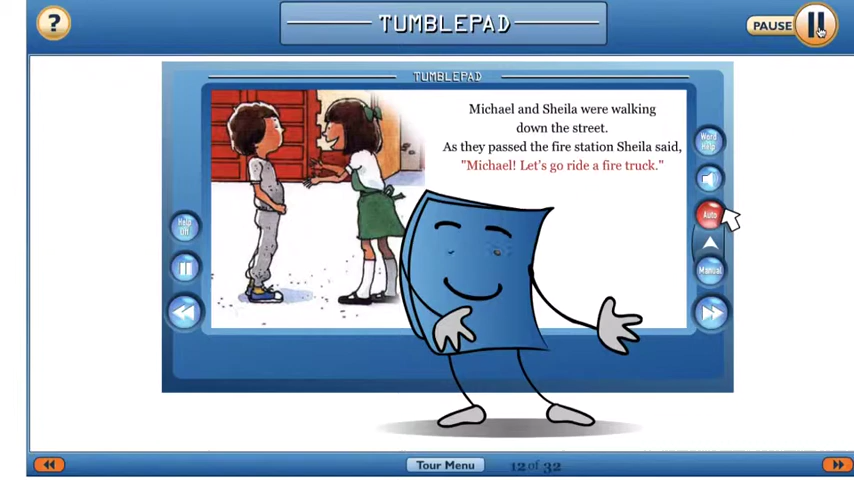 ?
TUMBLEPAD
PAUSE
TUMBLEPAD
Michael and Sheila were walking
down the street.
As they passed the fire station Sheila said,
"Michael! Let's go ride a fire truck."
Word
Help
Auto
Manual
Help
Off
Tour Menu
12 of 32